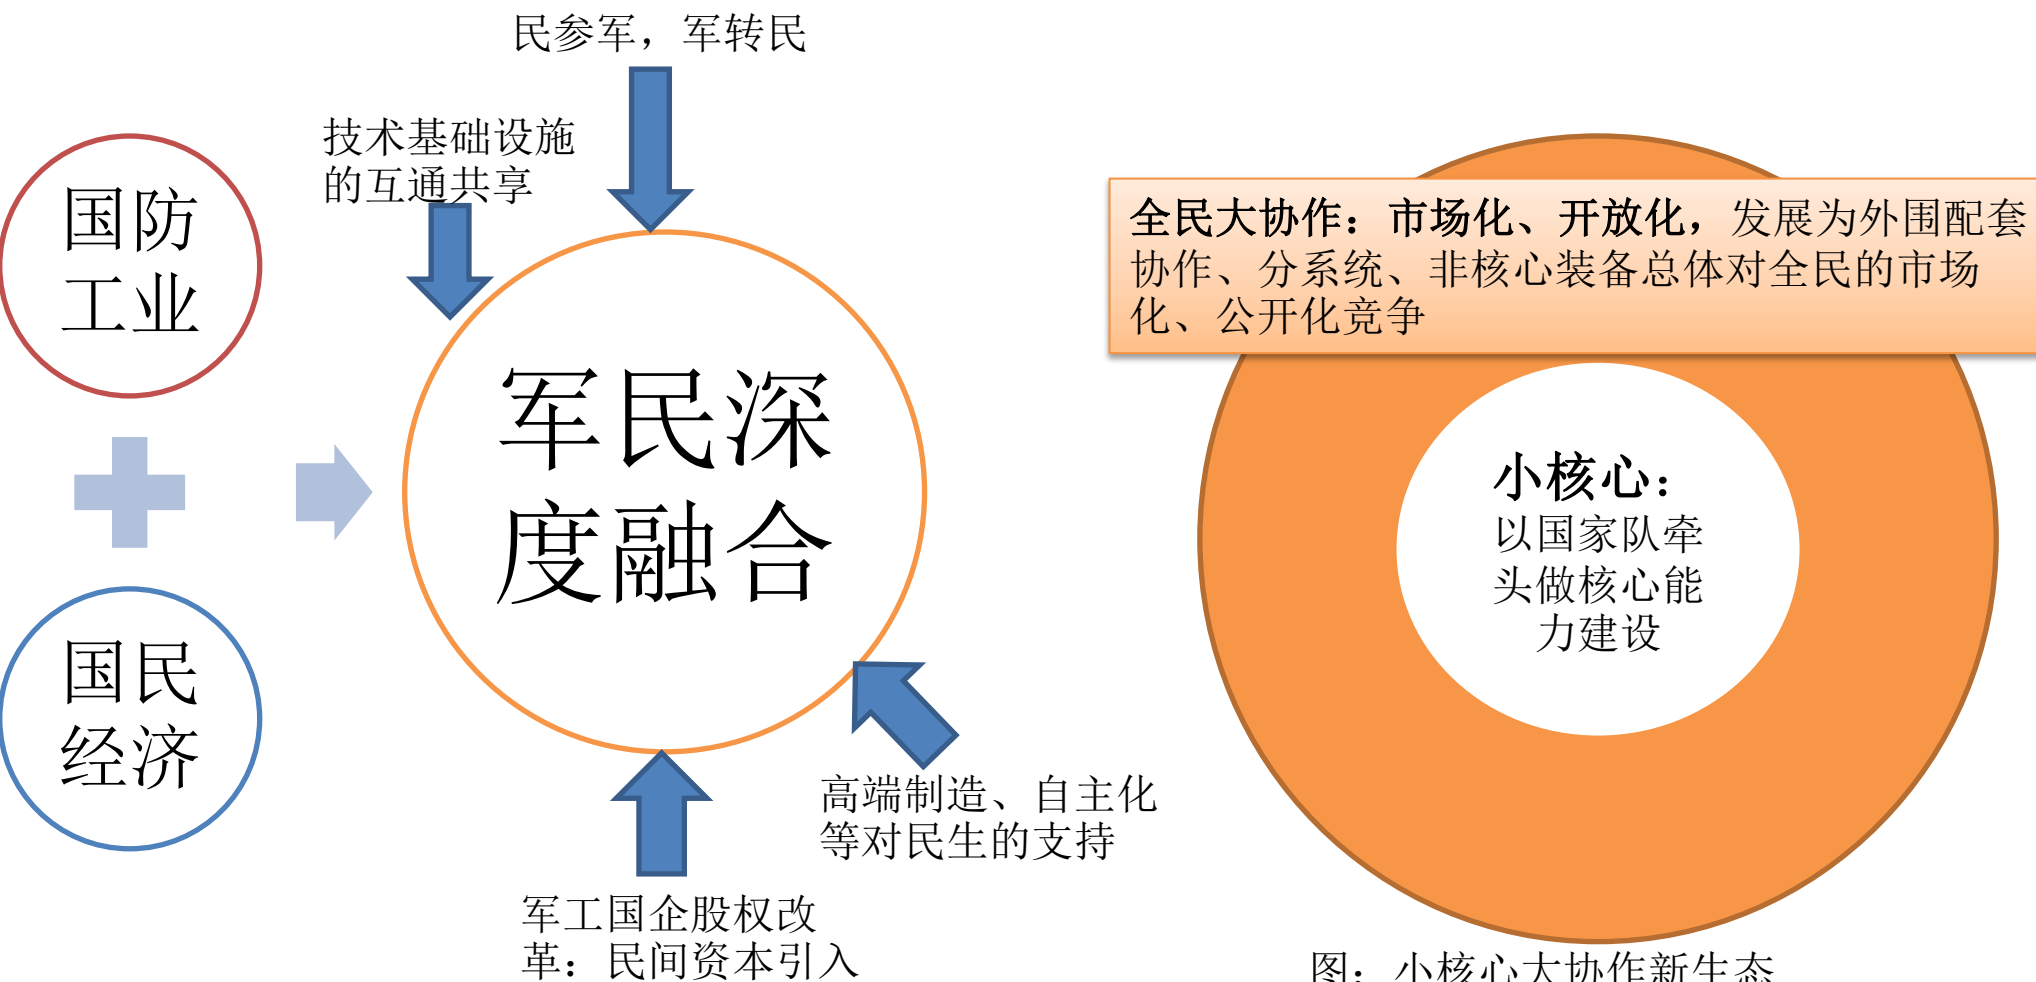 民参军，军转民
技术基础设施
的互通共享
国防
工业
国民
经济
军民深
度融合
高端制造、自主化
等对民生的支持
军工国企股权改
革：民间资本引入
全民大协作：市场化、开放化，发展为外围配套
协作、分系统、非核心装备总体对全民的市场
化、公开化竞争
小核心：
以国家队牵
头做核心能
力建设
图：小核心大协作新生态